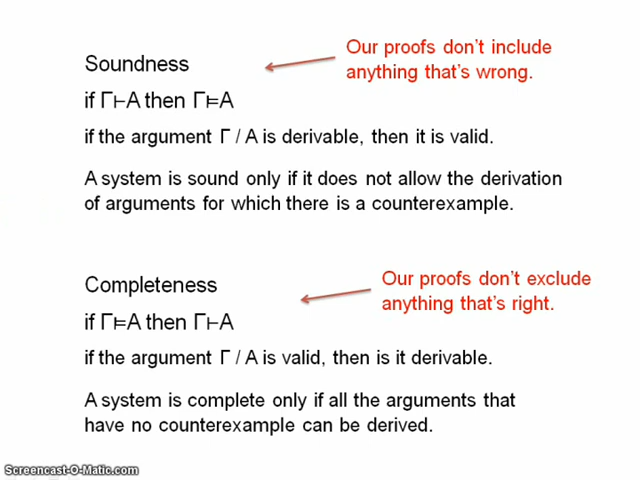 Soundness
Our proofs don't include
anything that's wrong.
if Γ⊢A then Γ⊨A
if the argument Γ / A is derivable, then it is valid.
A system is sound only if it does not allow the derivation
of arguments for which there is a counterexample.
Completeness
Our proofs don't exclude
anything that's right.
if Γ⊨A then Γ⊢A
if the argument Γ / A is valid, then is it derivable.
A system is complete only if all the arguments that
have no counterexample can be derived.
Screencast-O-Matic.com